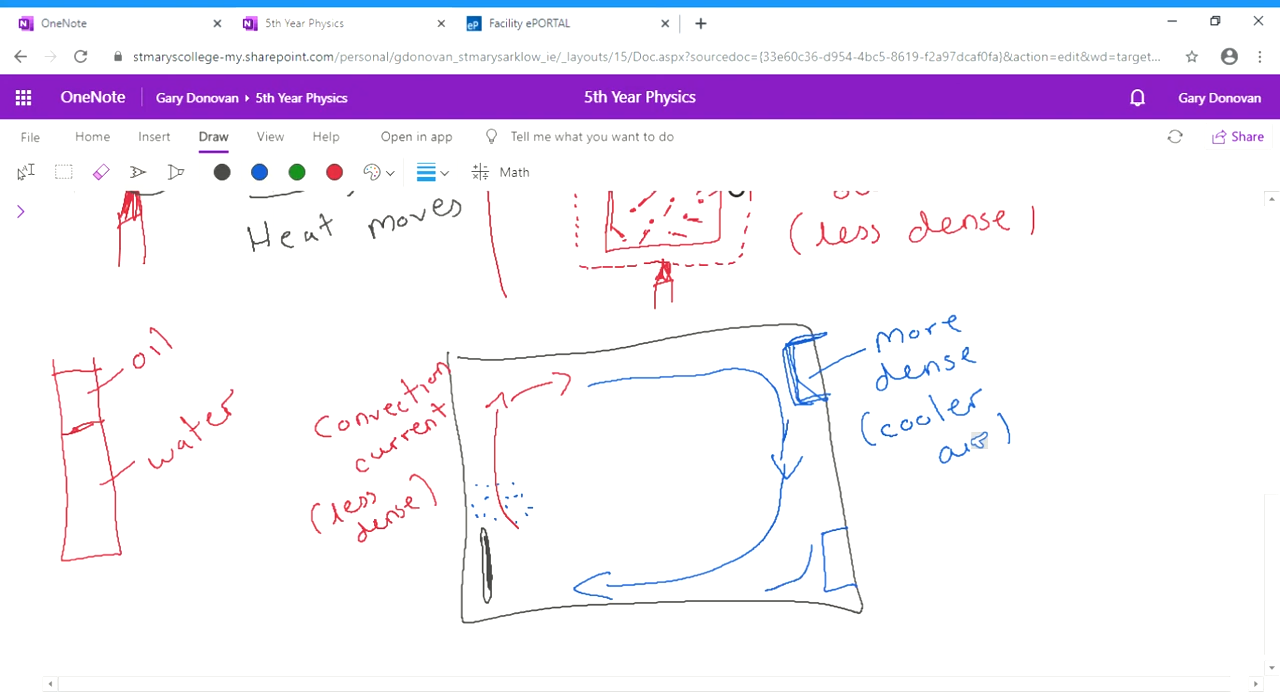 OneNote
5th Year Physics
Facility ePORTAL
stmaryscollege-my.sharepoint.com/personal/gdonovan_stmarysarklow_ie/_layouts/15/Doc.aspx?sourcedoc={33e60c36-d954-4bc5-8619-f2a97dcaf0fa}&action=edit&wd=target...
OneNote
Gary Donovan › 5th Year Physics
5th Year Physics
Gary Donovan
File
Home
Insert
Draw
View
Help
Open in app
Tell me what you want to do
Share
Math
Heat moves
(less dense)
oil
water
Convection
current
(less
dense)
more
dense
(cooler